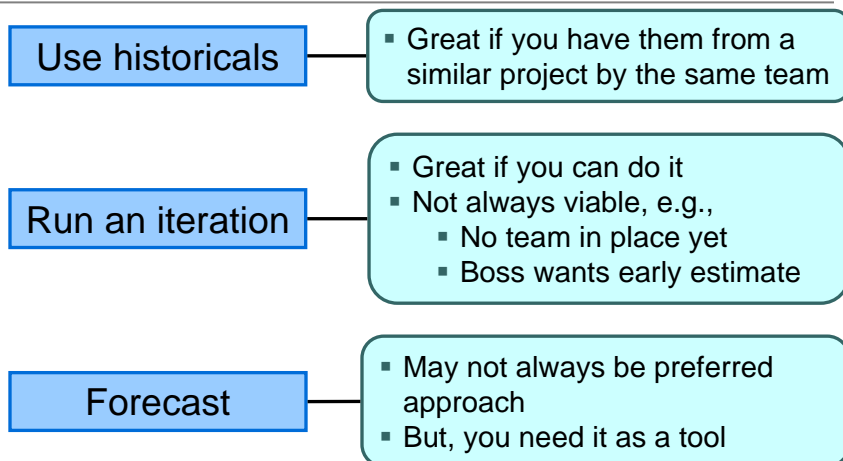 Use historicals
▪ Great if you have them from a
similar project by the same team
Run an iteration
▪ Great if you can do it
▪ Not always viable, e.g.,
▪ No team in place yet
▪ Boss wants early estimate
Forecast
▪ May not always be preferred
approach
▪ But, you need it as a tool